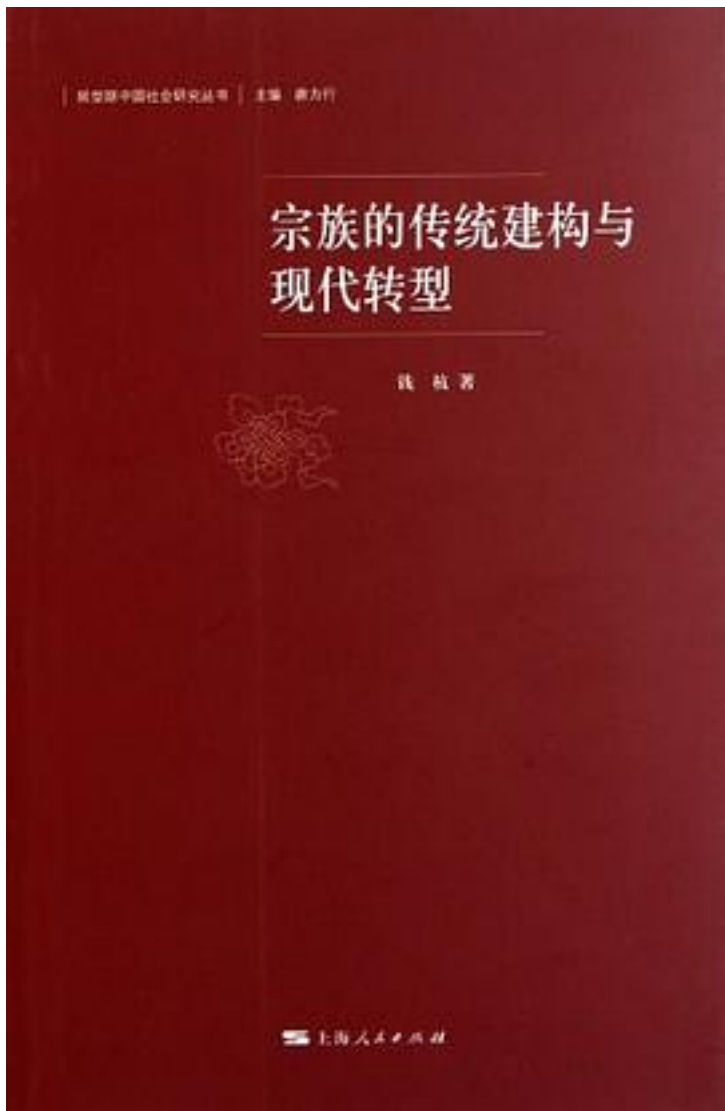 转型期中国社会研究丛书 主编 唐力行
宗族的传统建构与
现代转型
钱 杭 著
上海人民出版社